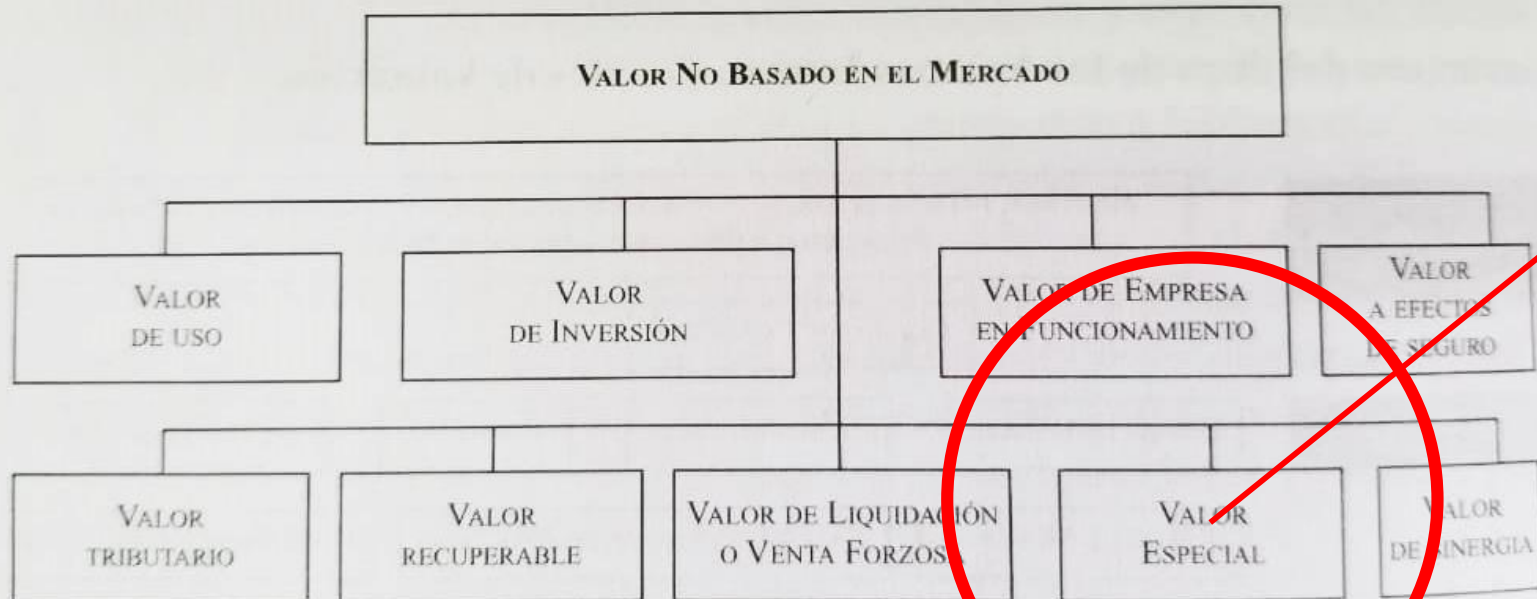 VALOR NO BASADO EN EL MERCADO
VALOR
DE USO
VALOR
DE INVERSIÓN
VALOR DE EMPRESA
EN FUNCIONAMIENTO
VALOR
A EFECTOS
DE SEGURO
VALOR
TRIBUTARIO
VALOR
RECUPERABLE
VALOR DE LIQUIDACIÓN
O VENTA FORZOSA
VALOR
ESPECIAL
VALOR
DE SINERGIA